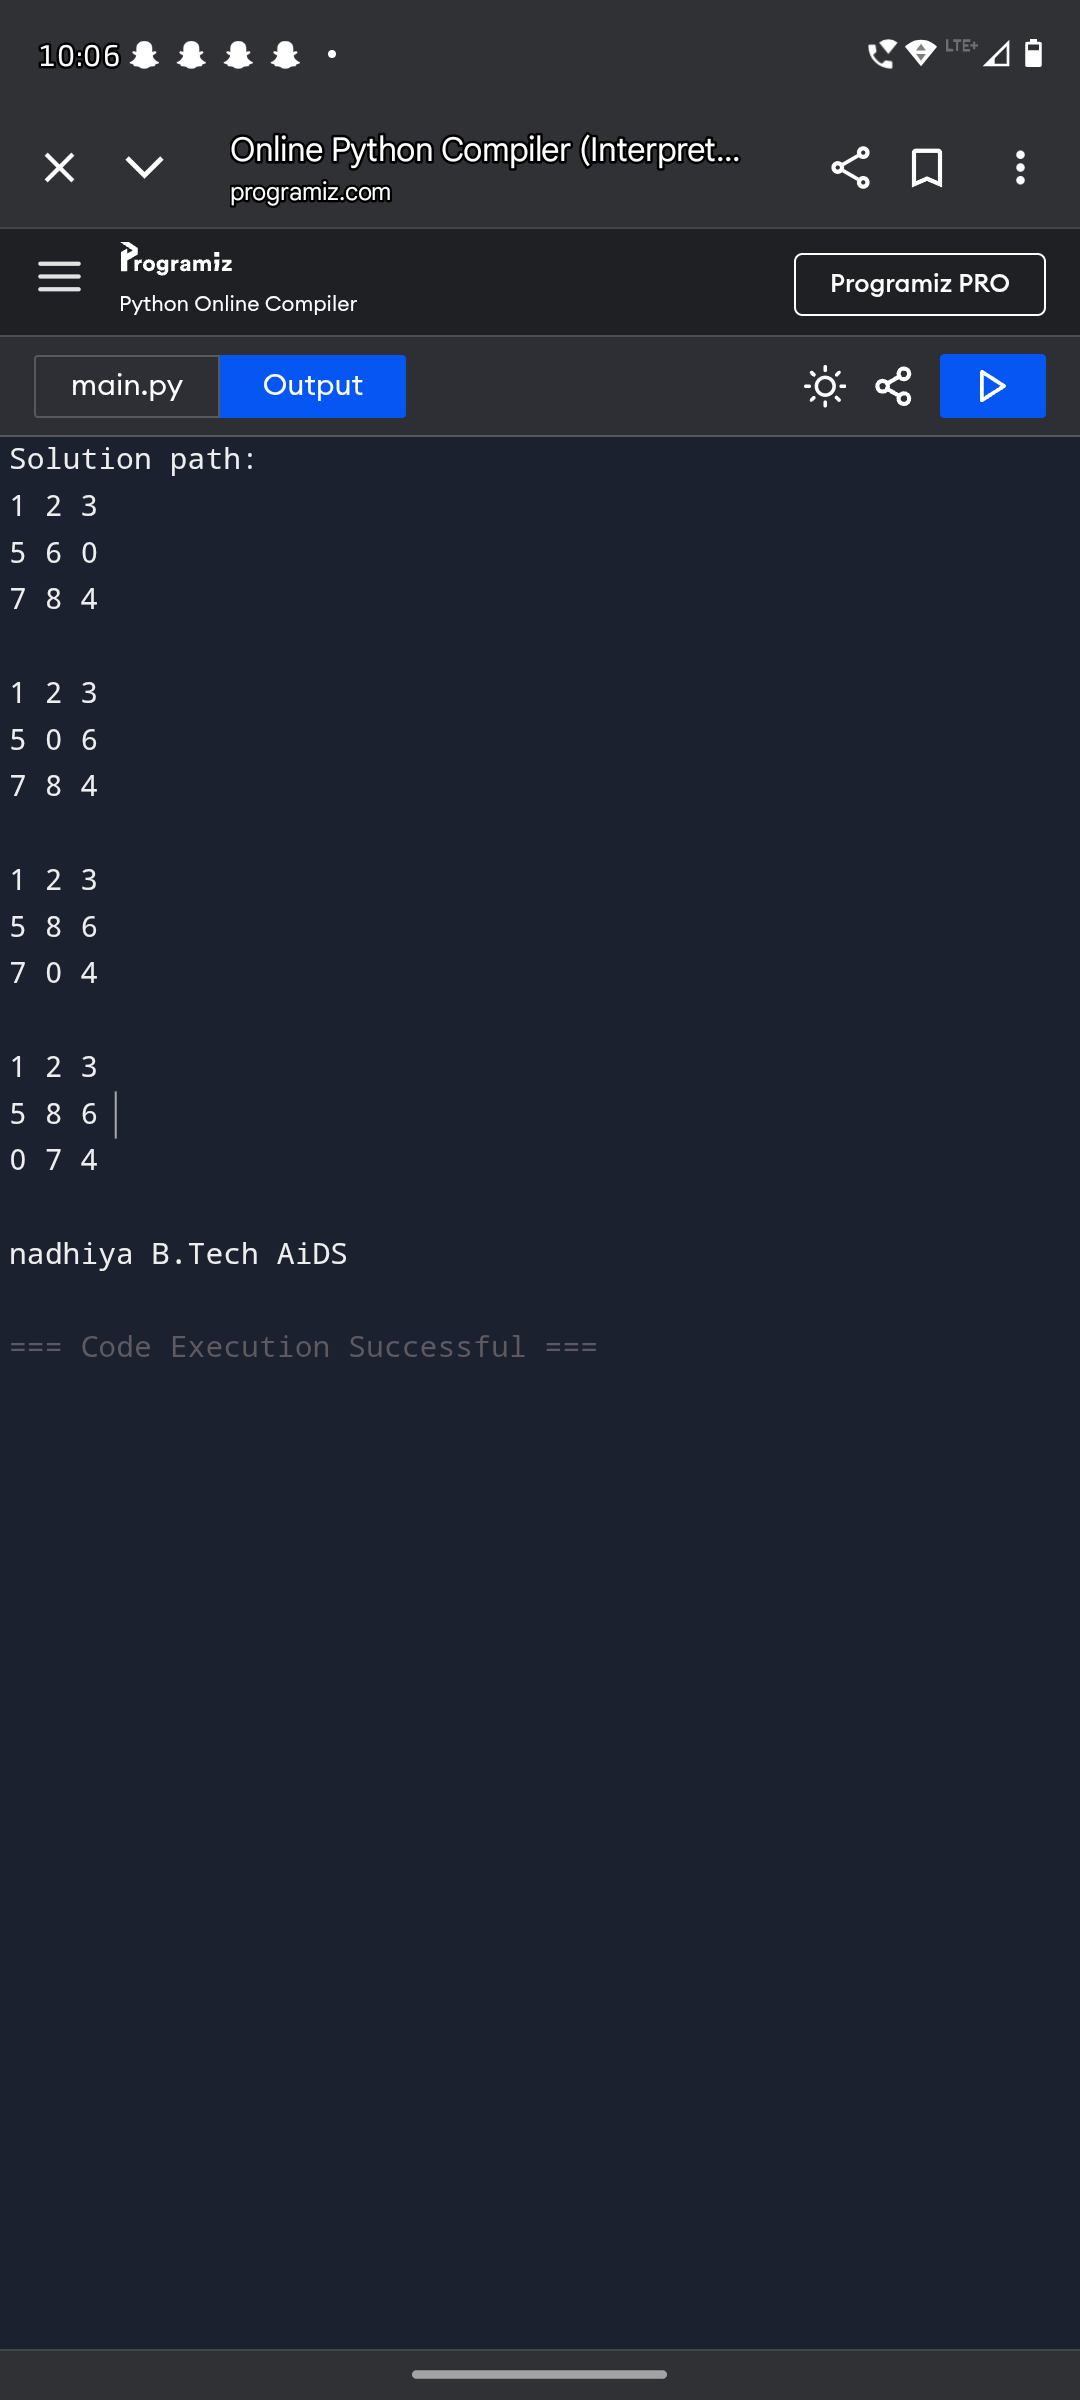 10:06
LTE+
Online Python Compiler (Interpret...
programiz.com
Programiz
Python Online Compiler
Programiz PRO
main.py
Output
Solution path:
1 2 3
5 6 0
7 8 4
1 2 3
5 0 6
7 8 4
1 2 3
5 8 6
7 0 4
1 2 3
5 8 6
0 7 4
nadhiya B.Tech AiDS
=== Code Execution Successful ===